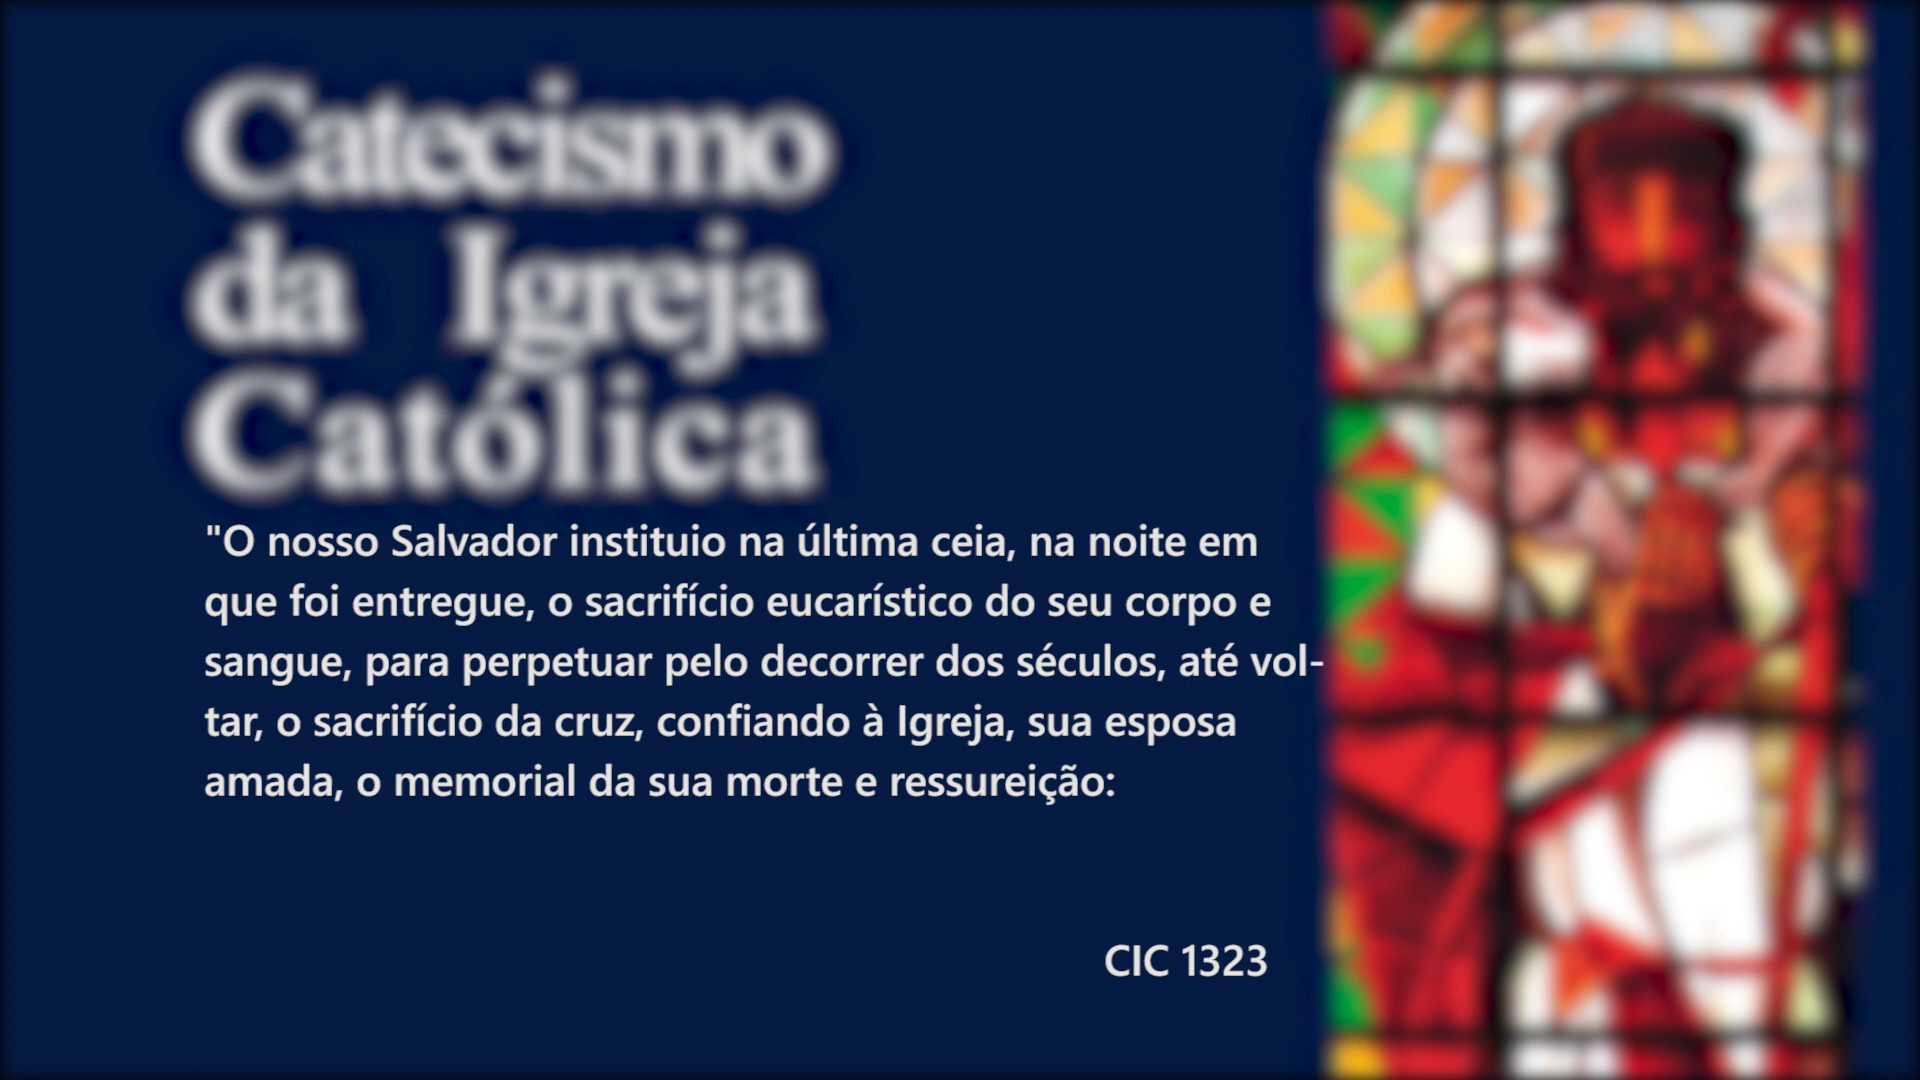 Catecismo
da Igreja
Católica
"O nosso Salvador instituio na última ceia, na noite em
que foi entregue, o sacrifício eucarístico do seu corpo e
sangue, para perpetuar pelo decorrer dos séculos, até vol-
tar, o sacrifício da cruz, confiando à Igreja, sua esposa
amada, o memorial da sua morte e ressureição:
CIC 1323